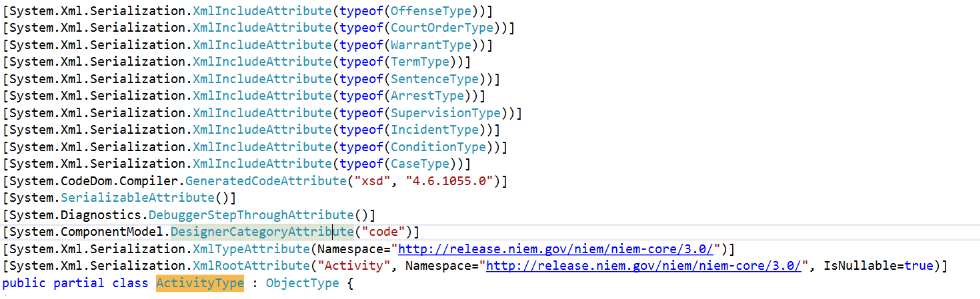 [System.Xml.Serialization.XmlIncludeAttribute(typeof(OffenseType))]
[System.Xml.Serialization.XmlIncludeAttribute(typeof(CourtOrderType))]
[System.Xml.Serialization.XmlIncludeAttribute(typeof(WarrantType))]
[System.Xml.Serialization.XmlIncludeAttribute(typeof(TermType))]
[System.Xml.Serialization.XmlIncludeAttribute(typeof(SentenceType))]
[System.Xml.Serialization.XmlIncludeAttribute(typeof(ArrestType))]
[System.Xml.Serialization.XmlIncludeAttribute(typeof(SupervisionType))]
[System.Xml.Serialization.XmlIncludeAttribute(typeof(IncidentType))]
[System.Xml.Serialization.XmlIncludeAttribute(typeof(ConditionType))]
[System.Xml.Serialization.XmlIncludeAttribute(typeof(CaseType))]
[System.CodeDom.Compiler.GeneratedCodeAttribute("xsd", "4.6.1055.0")]
[System.SerializableAttribute()]
[System.Diagnostics.DebuggerStepThroughAttribute()]
[System.ComponentModel.DesignerCategoryAttribute("code")]
[System.Xml.Serialization.XmlTypeAttribute(Namespace="http://release.niem.gov/niem/niem-core/3.0/")]
[System.Xml.Serialization.XmlRootAttribute("Activity", Namespace="http://release.niem.gov/niem/niem-core/3.0/", IsNullable=true)]
public partial class ActivityType : ObjectType {